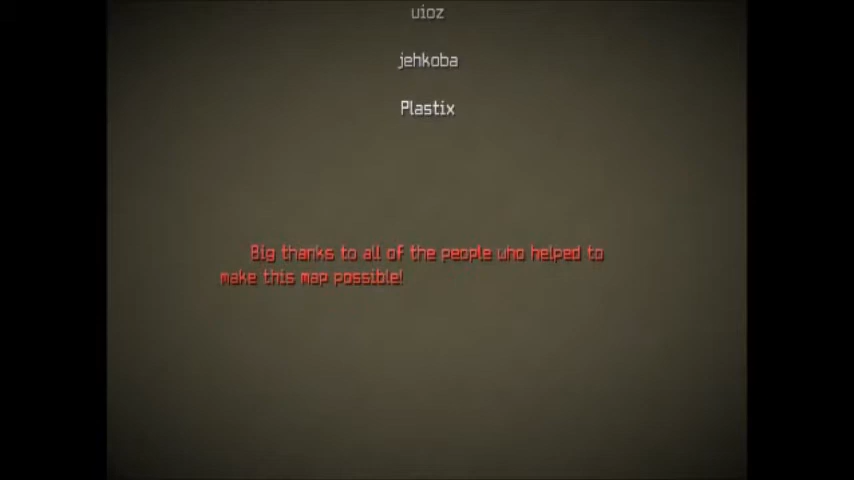 uioz
jehkoba
Plastix
Big thanks to all of the people who helped to
make this map possible!